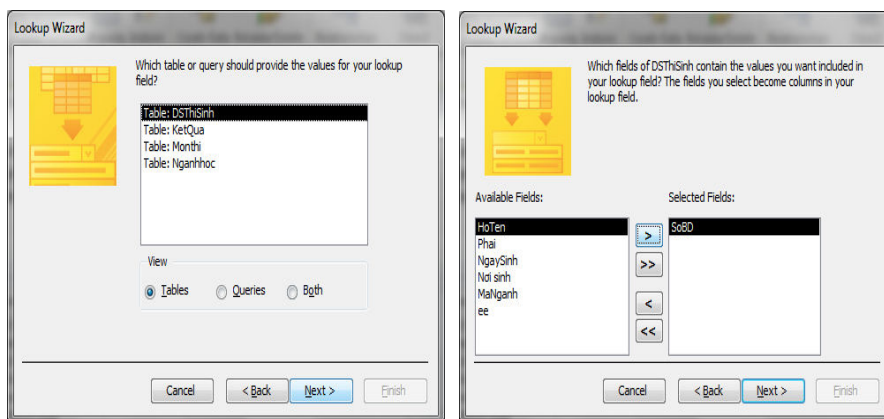 Lookup Wizard
Which table or query should provide the values for your lookup
field?
Table: DSThiSinh
Table: KetQua
Table: Monthi
Table: Nganhhoc
View
Tables
Queries
Both
Cancel
< Back
Next >
Finish
Lookup Wizard
Which fields of DSThiSinh contain the values you want included in
your lookup field? The fields you select become columns in your
lookup field.
Available Fields:
Selected Fields:
HoTen
Phai
NgaySinh
Nơi sinh
MaNganh
ee
>
>>
<
<<
SoBD
Cancel
< Back
Next >
Finish